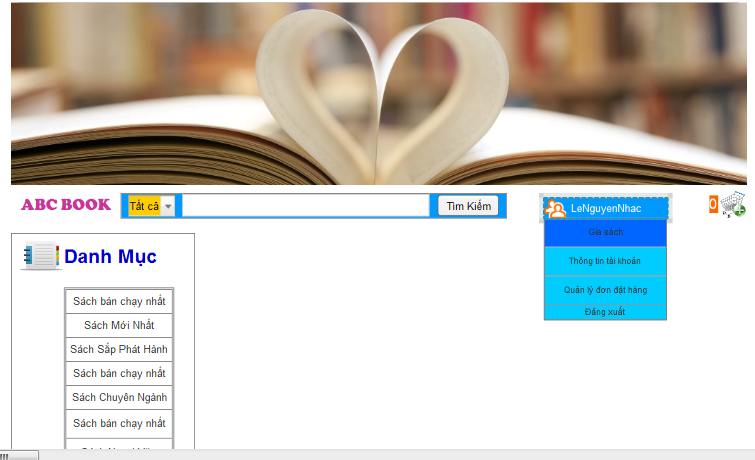 ABC BOOK Tất cả Tìm Kiếm LeNguyenNhac 0
Gía sách
Thông tin tài khoản
Quản lý đơn đặt hàng
Đăng xuất
Danh Mục
Sách bán chạy nhất
Sách Mới Nhất
Sách Sắp Phát Hành
Sách bán chạy nhất
Sách Chuyên Ngành
Sách bán chạy nhất